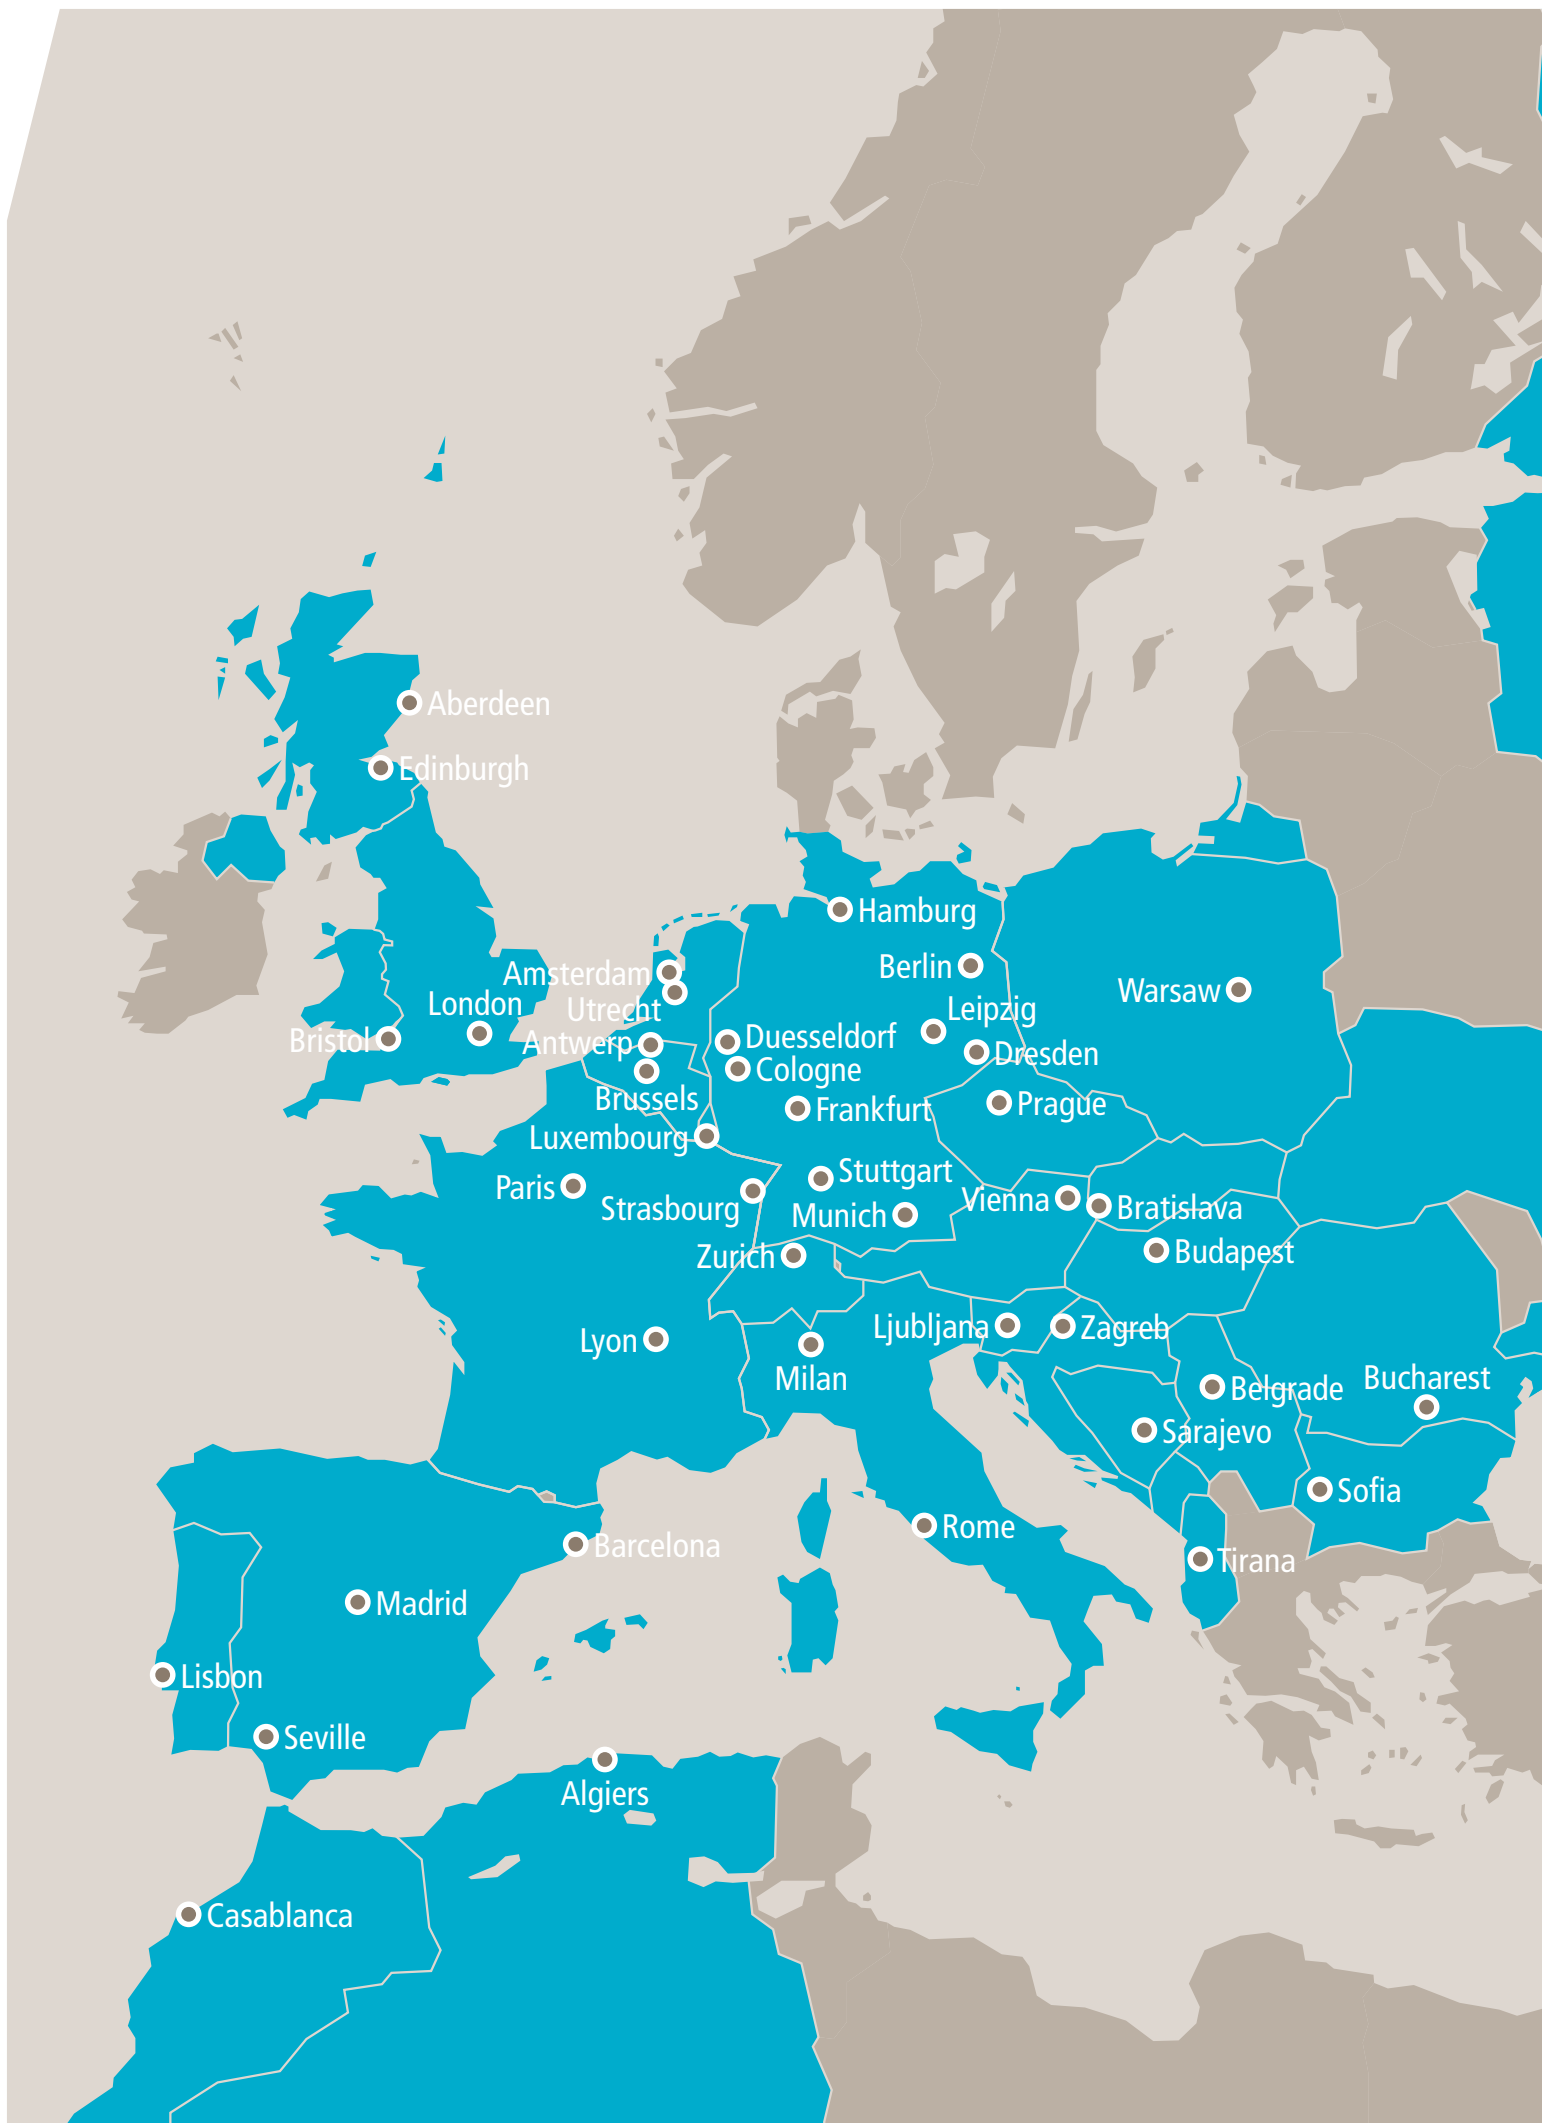 Aberdeen
Edinburgh
Hamburg
Berlin
Amsterdam
Warsaw
London
Utrecht
Leipzig
Bristol
Antwerp
Duesseldorf
Dresden
Cologne
Brussels
Frankfurt
Prague
Luxembourg
Stuttgart
Paris
Vienna
Strasbourg
Munich
Bratislava
Zurich
Budapest
Ljubljana
Zagreb
Lyon
Milan
Belgrade
Bucharest
Sarajevo
Sofia
Rome
Barcelona
Tirana
Madrid
Lisbon
Seville
Algiers
Casablanca